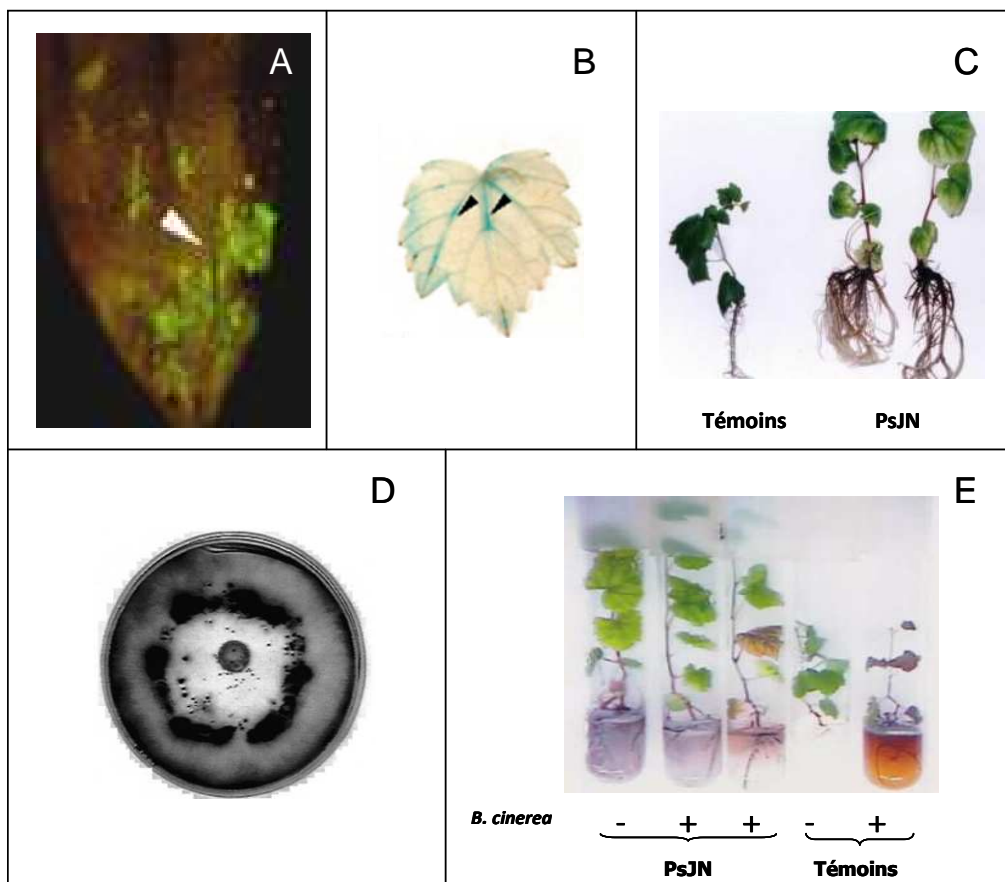 A
B
C
Témoins PsJN
D
E
B. cinerea - + + - +
PsJN Témoins